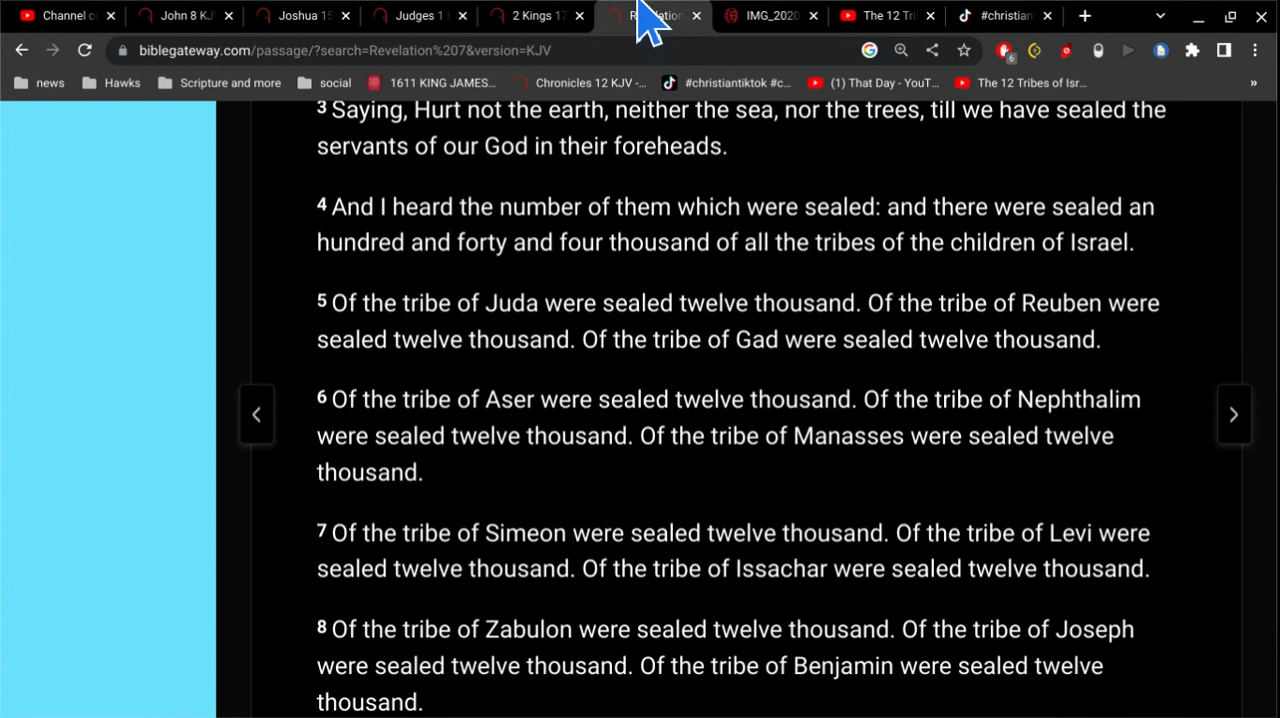 Channel c
John 8 KJ
Joshua 15
Judges 1
2 Kings 17
IMG_2020
The 12 Tri
#christian
biblegateway.com/passage/?search=Revelation%207&version=KJV
6
news
Hawks
Scripture and more
social
1611 KING JAMES...
Chronicles 12 KJV -...
#christiantiktok #c...
(1) That Day - YouT...
The 12 Tribes of Isr...
»
3 Saying, Hurt not the earth, neither the sea, nor the trees, till we have sealed the
servants of our God in their foreheads.
4 And I heard the number of them which were sealed: and there were sealed an
hundred and forty and four thousand of all the tribes of the children of Israel.
5 Of the tribe of Juda were sealed twelve thousand. Of the tribe of Reuben were
sealed twelve thousand. Of the tribe of Gad were sealed twelve thousand.
6 Of the tribe of Aser were sealed twelve thousand. Of the tribe of Nephthalim
were sealed twelve thousand. Of the tribe of Manasses were sealed twelve
thousand.
7 Of the tribe of Simeon were sealed twelve thousand. Of the tribe of Levi were
sealed twelve thousand. Of the tribe of Issachar were sealed twelve thousand.
8 Of the tribe of Zabulon were sealed twelve thousand. Of the tribe of Joseph
were sealed twelve thousand. Of the tribe of Benjamin were sealed twelve
thousand.